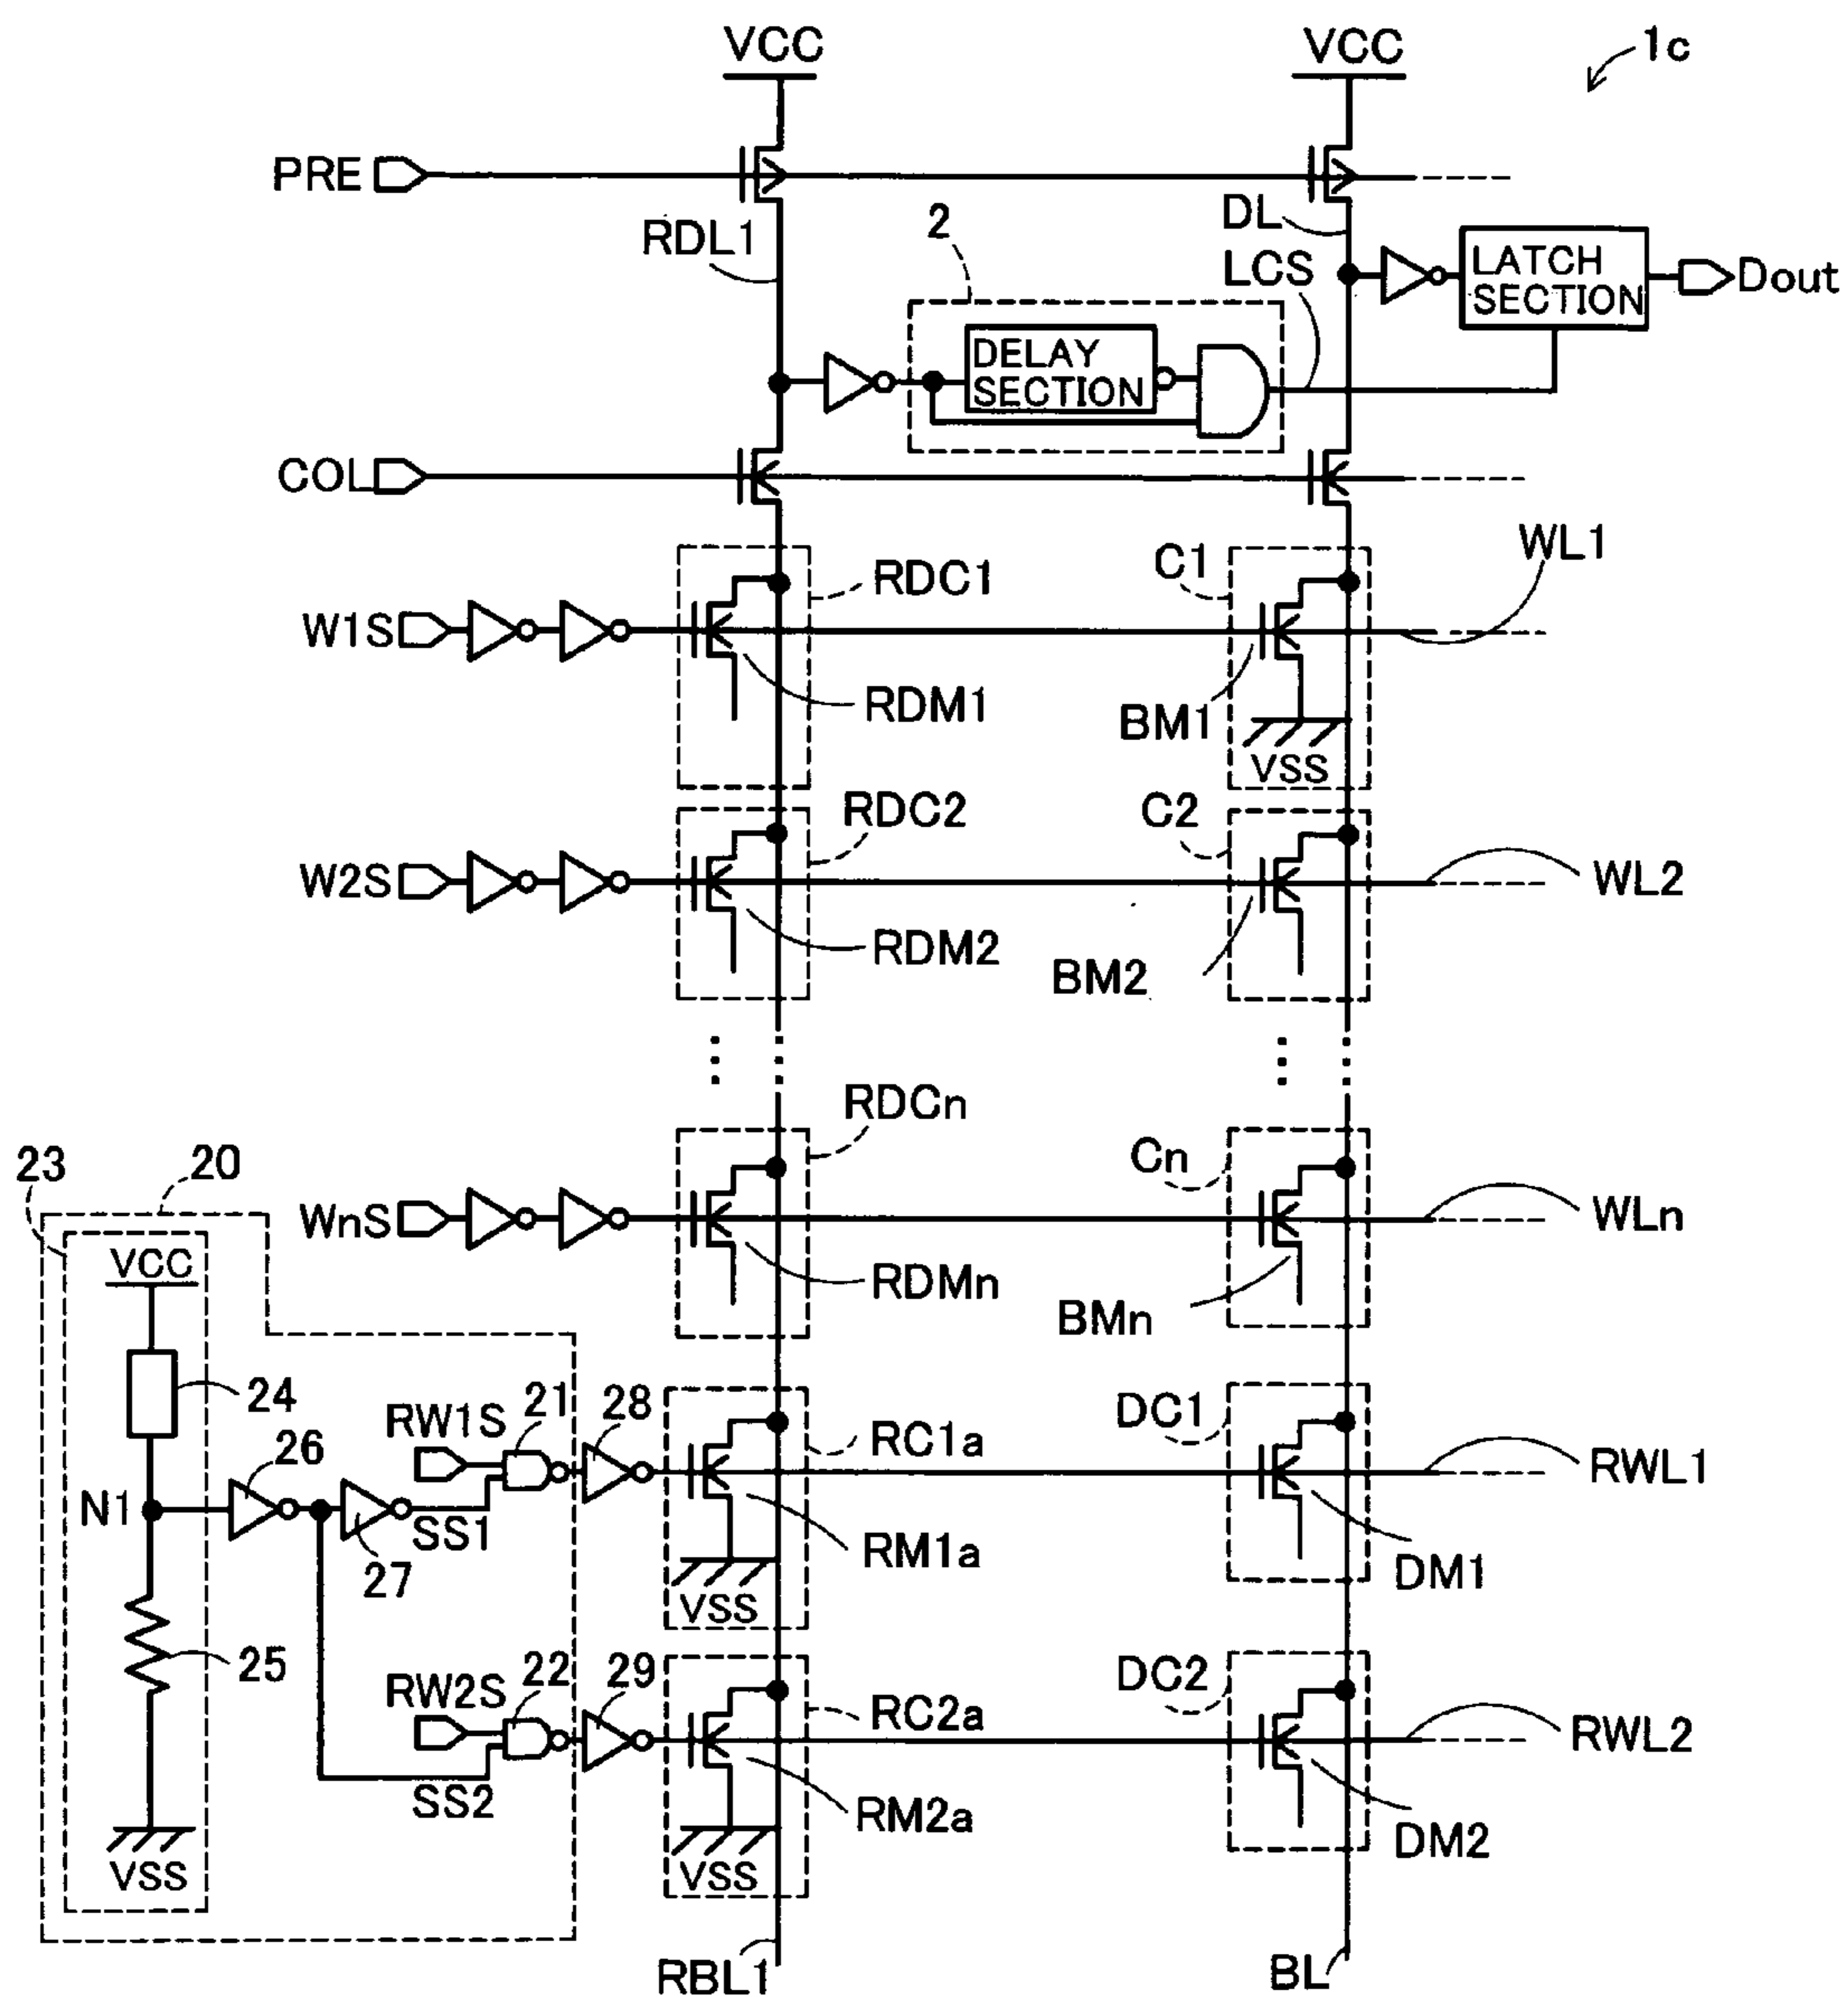 VCC
VCC
1c
PRE
RDL1
2
DL
LCS
LATCH
SECTION
Dout
DELAY
SECTION
COL
WL1
RDC1
C1
W1S
RDM1
BM1
VSS
RDC2
C2
W2S
WL2
RDM2
BM2
RDCn
Cn
23
20
WnS
WLn
VCC
RDMn
BMn
24
RW1S
21
28
RC1a
DC1
RWL1
26
N1
SS1
27
RM1a
DM1
VSS
25
RW2S
22
29
RC2a
DC2
RWL2
SS2
RM2a
DM2
VSS
VSS
RBL1
BL